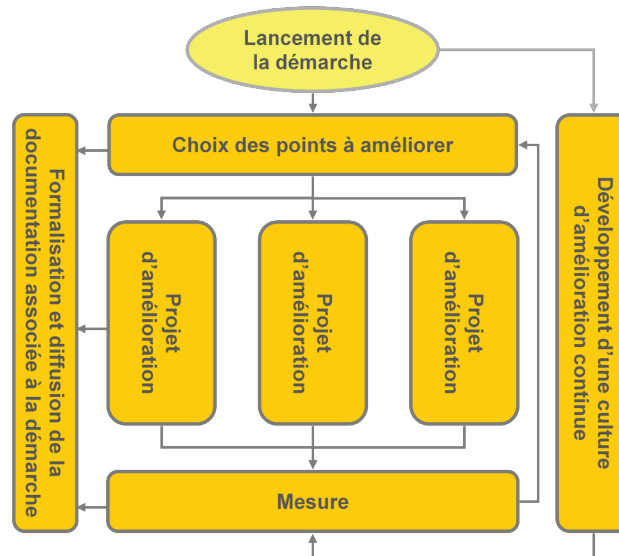 Lancement de
la démarche
Choix des points à améliorer
Formalisation et diffusion de la
documentation associée à la démarche
Projet
d'amélioration
Projet
d'amélioration
Projet
d'amélioration
Développement d'une culture
d'amélioration continue
Mesure